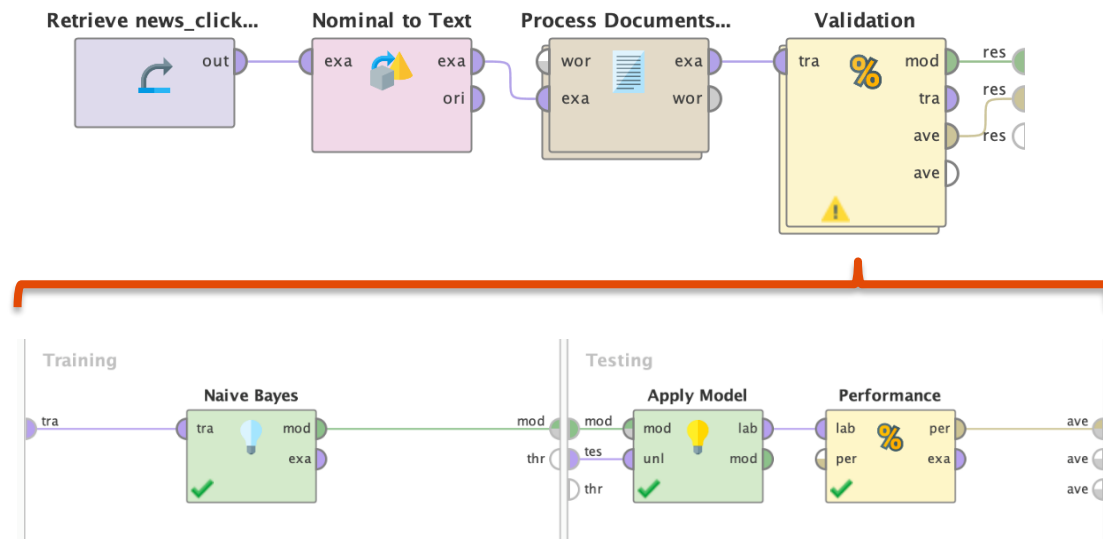 Retrieve news_click... Nominal to Text Process Documents... Validation
out exa exa wor exa tra mod res
ori exa wor tra res
ave res
ave
Training Testing
Naive Bayes Apply Model Performance
tra tra mod mod mod mod lab lab per ave
exa thr tes unl mod per exa ave
thr ave